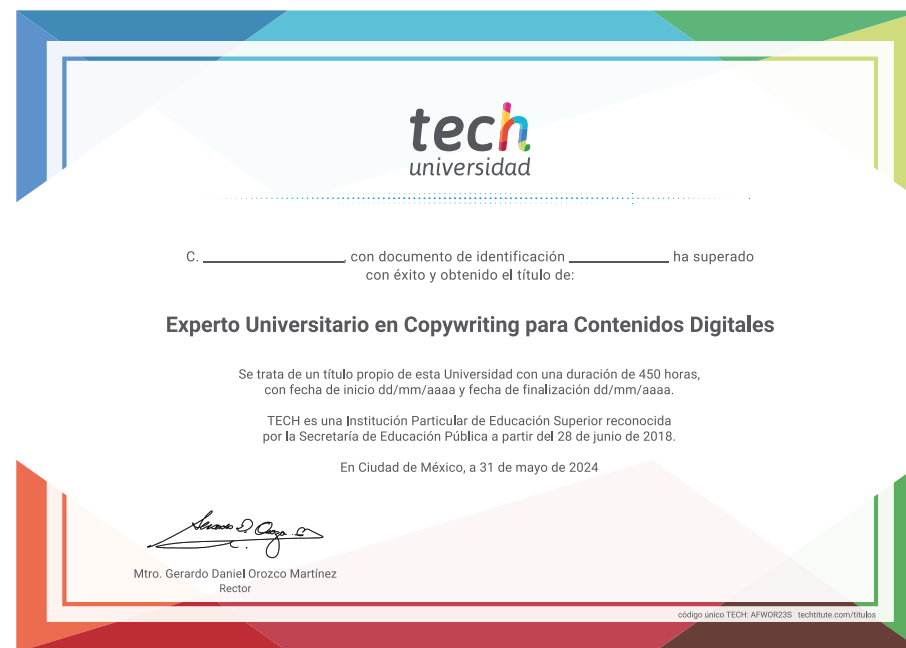 tech
universidad
C. ____________, con documento de identificación ____________ ha superado
con éxito y obtenido el título de:
Experto Universitario en Copywriting para Contenidos Digitales
Se trata de un título propio de esta Universidad con una duración de 450 horas,
con fecha de inicio dd/mm/aaaa y fecha de finalización dd/mm/aaaa.
TECH es una Institución Particular de Educación Superior reconocida
por la Secretaría de Educación Pública a partir del 28 de junio de 2018.
En Ciudad de México, a 31 de mayo de 2024
Mtro. Gerardo Daniel Orozco Martínez
Rector
código único TECH: AFWOR23S techtitute.com/titulos